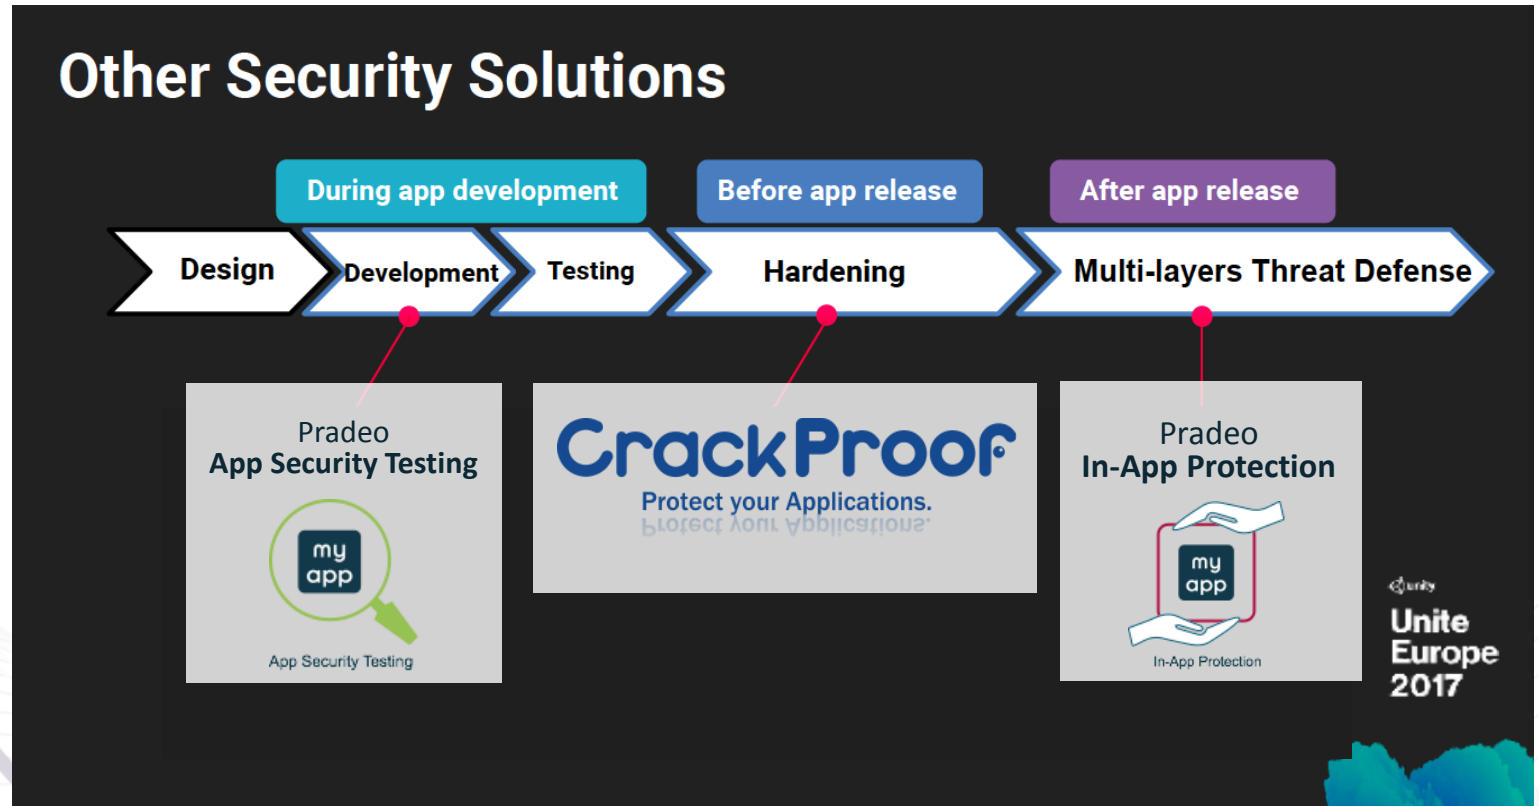 Other Security Solutions
During app development
Before app release
After app release
Design
Development
Testing
Hardening
Multi-layers Threat Defense
Pradeo
App Security Testing
my
app
App Security Testing
CrackProof
Protect your Applications.
Protect your Applications.
Pradeo
In-App Protection
my
app
In-App Protection
unity
Unite
Europe
2017